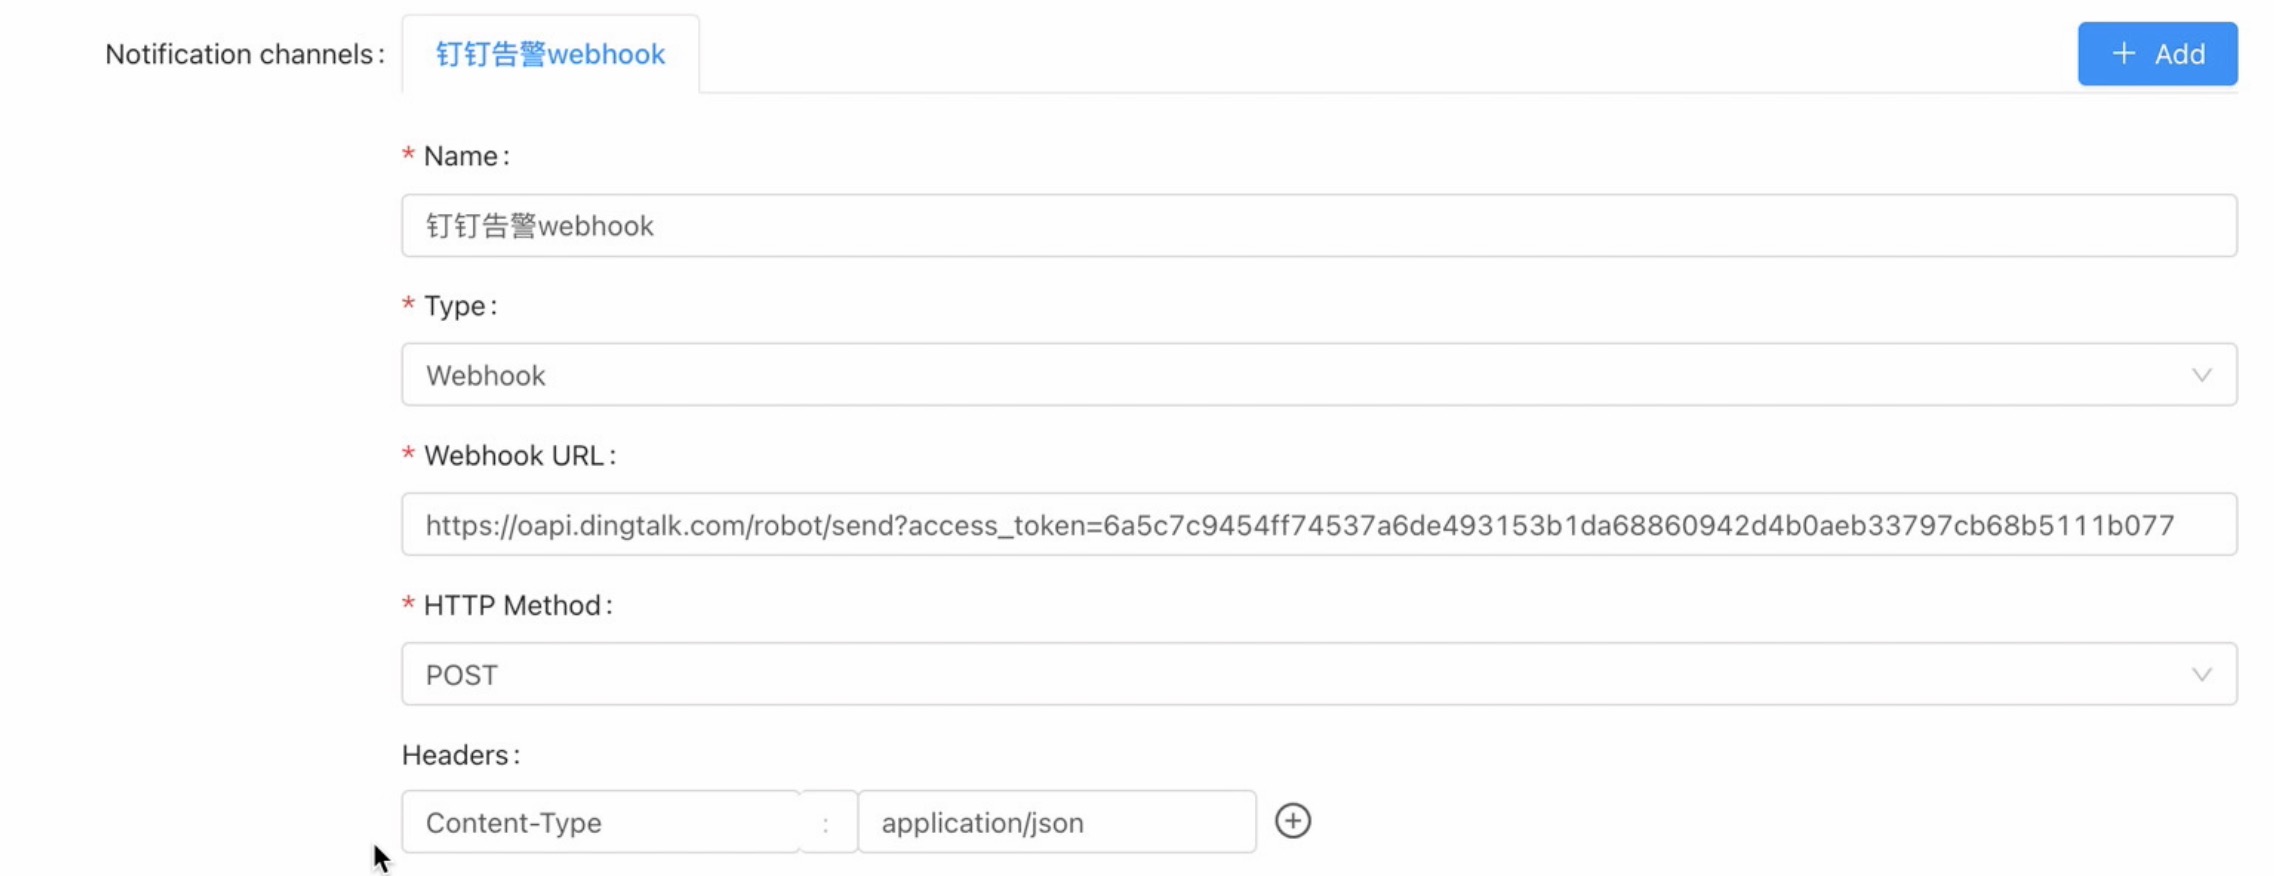 Notification channels: 钉钉告警webhook + Add
* Name:
钉钉告警webhook
* Type:
Webhook
* Webhook URL:
https://oapi.dingtalk.com/robot/send?access_token=6a5c7c9454ff74537a6de493153b1da68860942d4b0aeb33797cb68b5111b077
* HTTP Method:
POST
Headers:
Content-Type : application/json